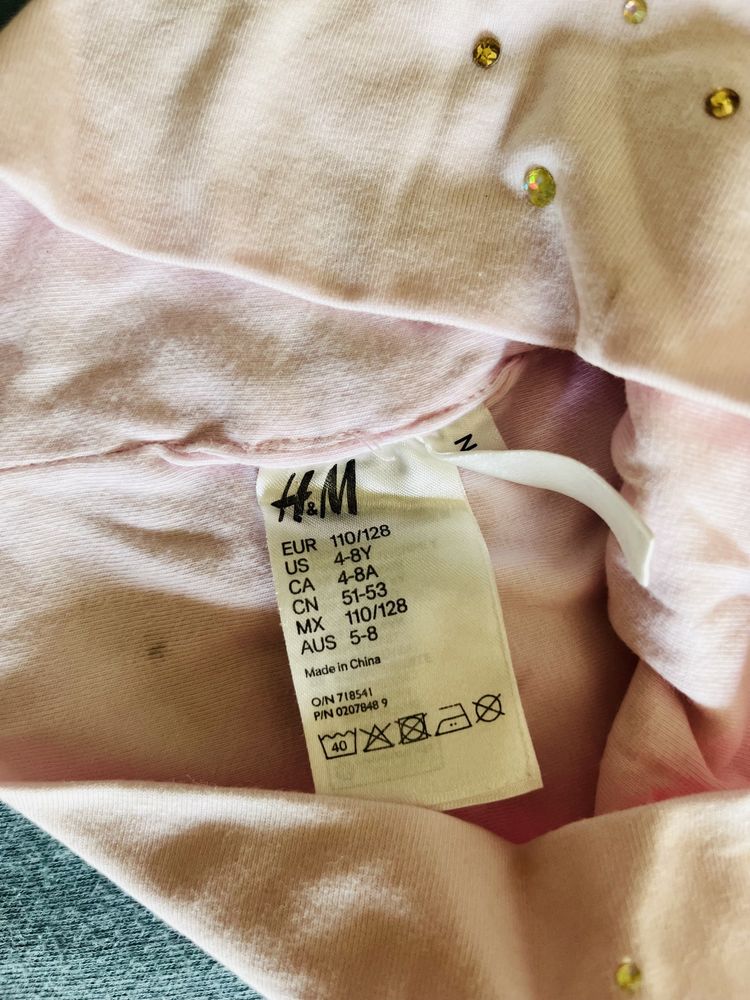 H&M
EUR 110/128
US 4-8Y
CA 4-8A
CN 51-53
MX 110/128
AUS 5-8
Made in China
O/N 718541
P/N 0207848 9
40